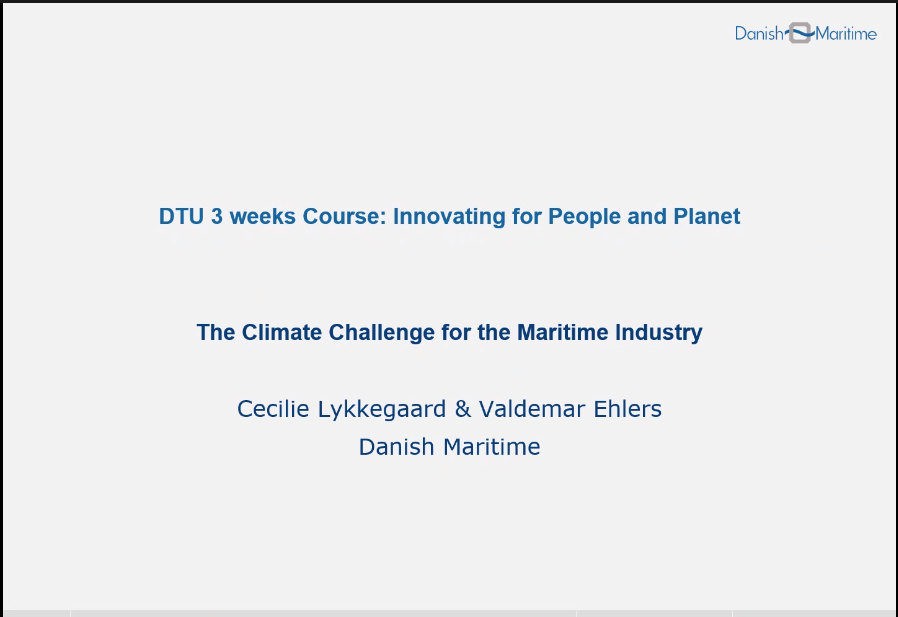 Danish Maritime
DTU 3 weeks Course: Innovating for People and Planet
The Climate Challenge for the Maritime Industry
Cecilie Lykkegaard & Valdemar Ehlers
Danish Maritime